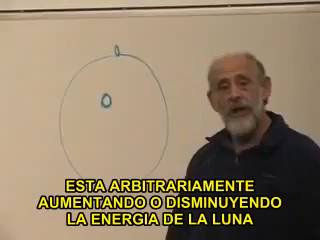 ESTA ARBITRARIAMENTE
AUMENTANDO O DISMINUYENDO
LA ENERGIA DE LA LUNA